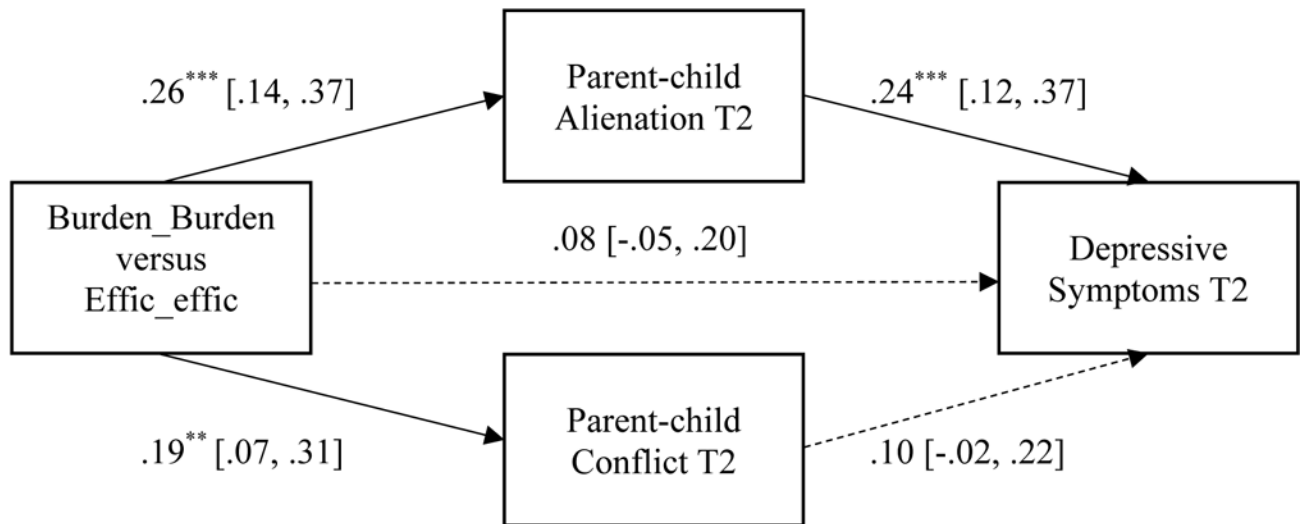 .26*** [.14, .37]
Parent-child
Alienation T2
.24*** [.12, .37]
Burden_Burden
versus
Effic_effic
.08 [-.05, .20]
Depressive
Symptoms T2
.19** [.07, .31]
Parent-child
Conflict T2
.10 [-.02, .22]